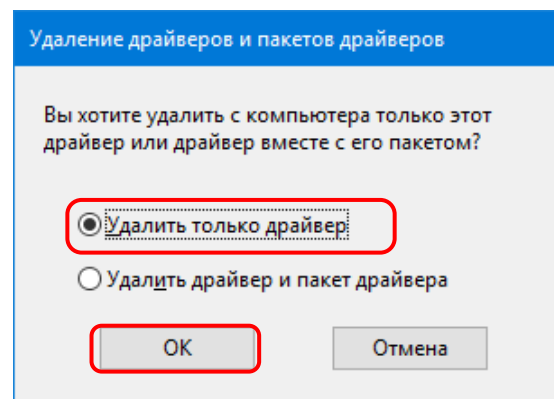 Удаление драйверов и пакетов драйверов
Вы хотите удалить с компьютера только этот
драйвер или драйвер вместе с его пакетом?
Удалить только драйвер
Удалить драйвер и пакет драйвера
ОК
Отмена